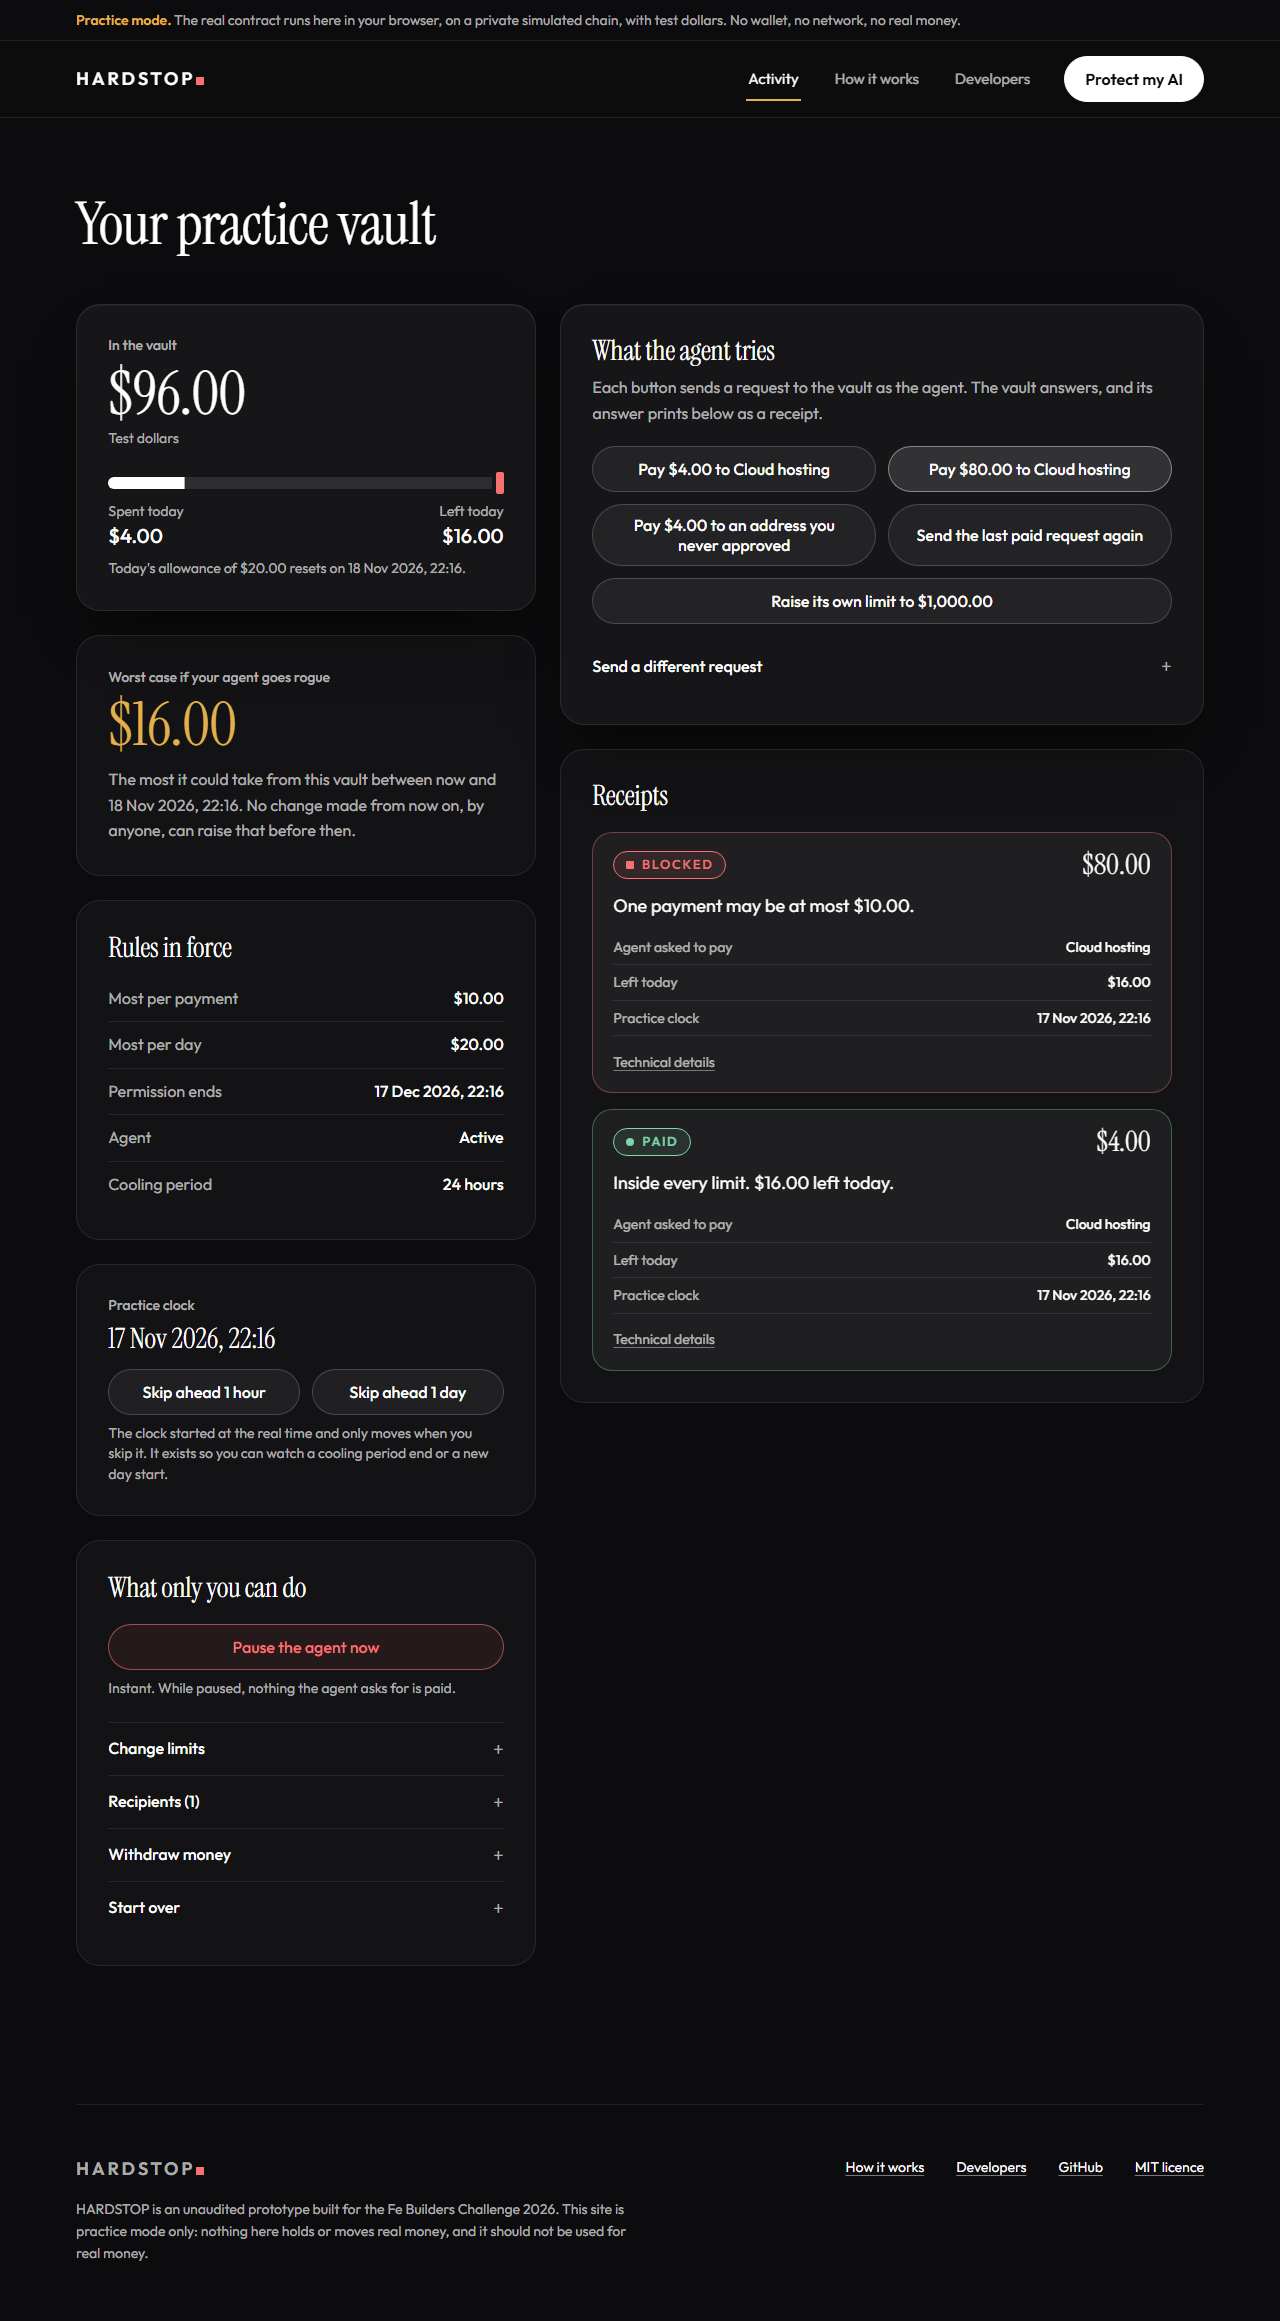 Practice mode. The real contract runs here in your browser, on a private simulated chain, with test dollars. No wallet, no network, no real money.
HARDSTOP
Activity
How it works
Developers
Protect my AI
Your practice vault
In the vault
$96.00
Test dollars
Spent today
Left today
$4.00
$16.00
Today's allowance of $20.00 resets on 18 Nov 2026, 22:16.
Worst case if your agent goes rogue
$16.00
The most it could take from this vault between now and
18 Nov 2026, 22:16. No change made from now on, by
anyone, can raise that before then.
Rules in force
Most per payment
$10.00
Most per day
$20.00
Permission ends
17 Dec 2026, 22:16
Agent
Active
Cooling period
24 hours
Practice clock
17 Nov 2026, 22:16
Skip ahead 1 hour
Skip ahead 1 day
The clock started at the real time and only moves when you
skip it. It exists so you can watch a cooling period end or a new
day start.
What only you can do
Pause the agent now
Instant. While paused, nothing the agent asks for is paid.
Change limits
+
Recipients (1)
+
Withdraw money
+
Start over
+
What the agent tries
Each button sends a request to the vault as the agent. The vault answers, and its
answer prints below as a receipt.
Pay $4.00 to Cloud hosting
Pay $80.00 to Cloud hosting
Pay $4.00 to an address you
never approved
Send the last paid request again
Raise its own limit to $1,000.00
Send a different request
+
Receipts
BLOCKED
$80.00
One payment may be at most $10.00.
Agent asked to pay
Cloud hosting
Left today
$16.00
Practice clock
17 Nov 2026, 22:16
Technical details
PAID
$4.00
Inside every limit. $16.00 left today.
Agent asked to pay
Cloud hosting
Left today
$16.00
Practice clock
17 Nov 2026, 22:16
Technical details
HARDSTOP
How it works
Developers
GitHub
MIT licence
HARDSTOP is an unaudited prototype built for the Fe Builders Challenge 2026. This site is
practice mode only: nothing here holds or moves real money, and it should not be used for
real money.